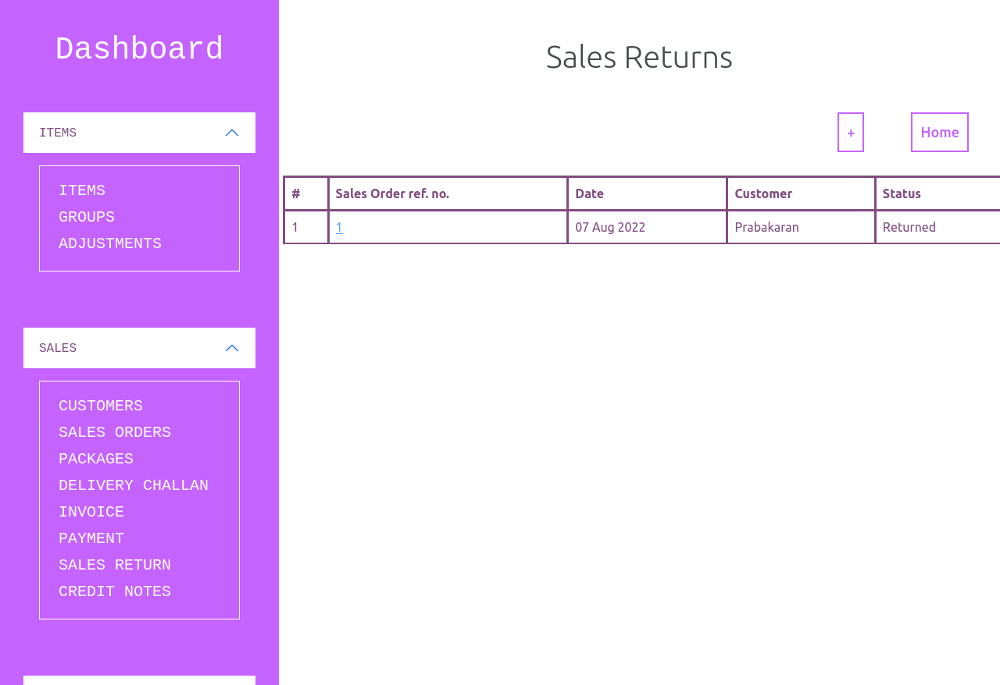 Dashboard
ITEMS
ITEMS
GROUPS
ADJUSTMENTS
SALES
CUSTOMERS
SALES ORDERS
PACKAGES
DELIVERY CHALLAN
INVOICE
PAYMENT
SALES RETURN
CREDIT NOTES
Sales Returns
+ Home
# Sales Order ref. no. Date Customer Status
1 1 07 Aug 2022 Prabakaran Returned